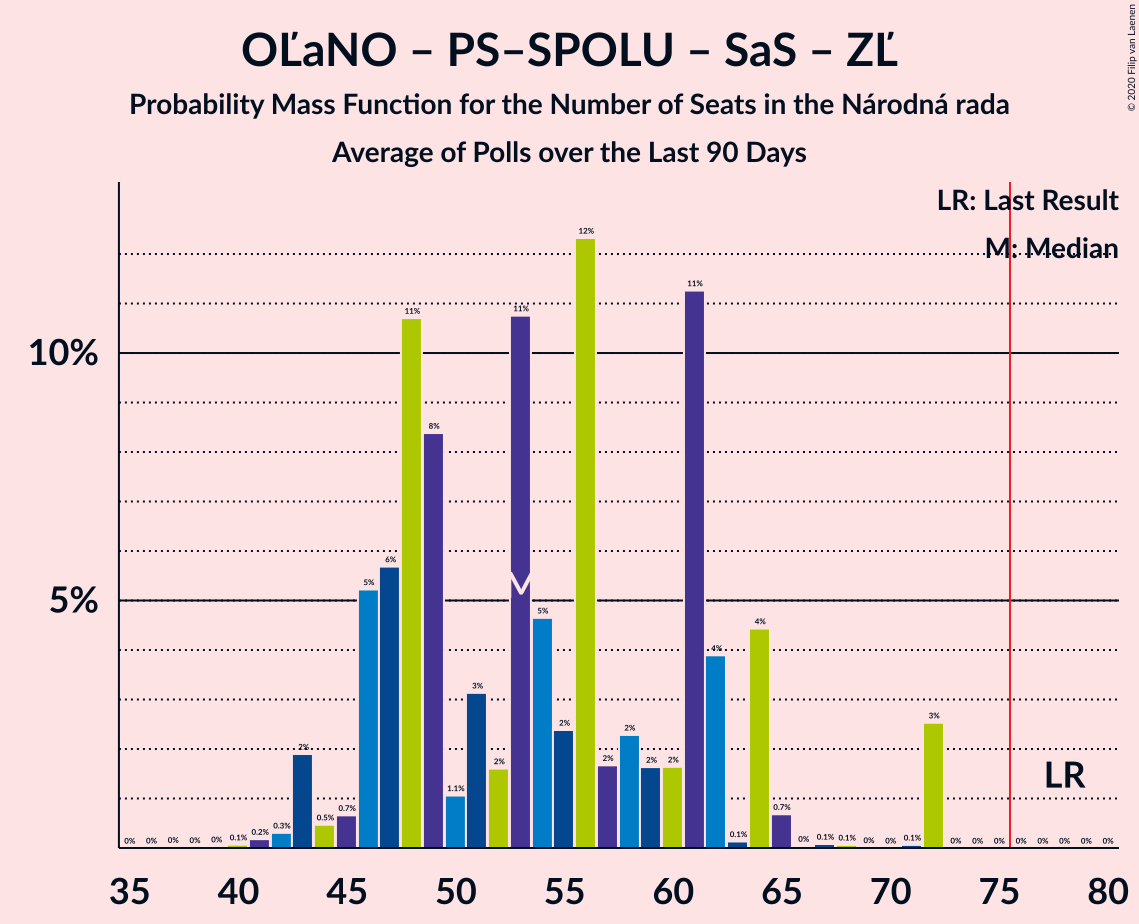 OĽaNO – PS–SPOLU – SaS – ZĽ
Probability Mass Function for the Number of Seats in the Národná rada
Average of Polls over the Last 90 Days
© 2020 Filip van Laenen
LR: Last Result
M: Median
10%
5%
0% 0% 0% 0% 0% 0.1% 0.2% 0.3% 2% 0.5% 0.7% 5% 6% 11% 8% 1.1% 3% 2% 11% 5% 2% 12% 2% 2% 2% 2% 11% 4% 0.1% 4% 0.7% 0% 0.1% 0.1% 0% 0% 0.1% 3% 0% 0% 0% 0% 0% 0% 0% 0%
LR
35 40 45 50 55 60 65 70 75 80